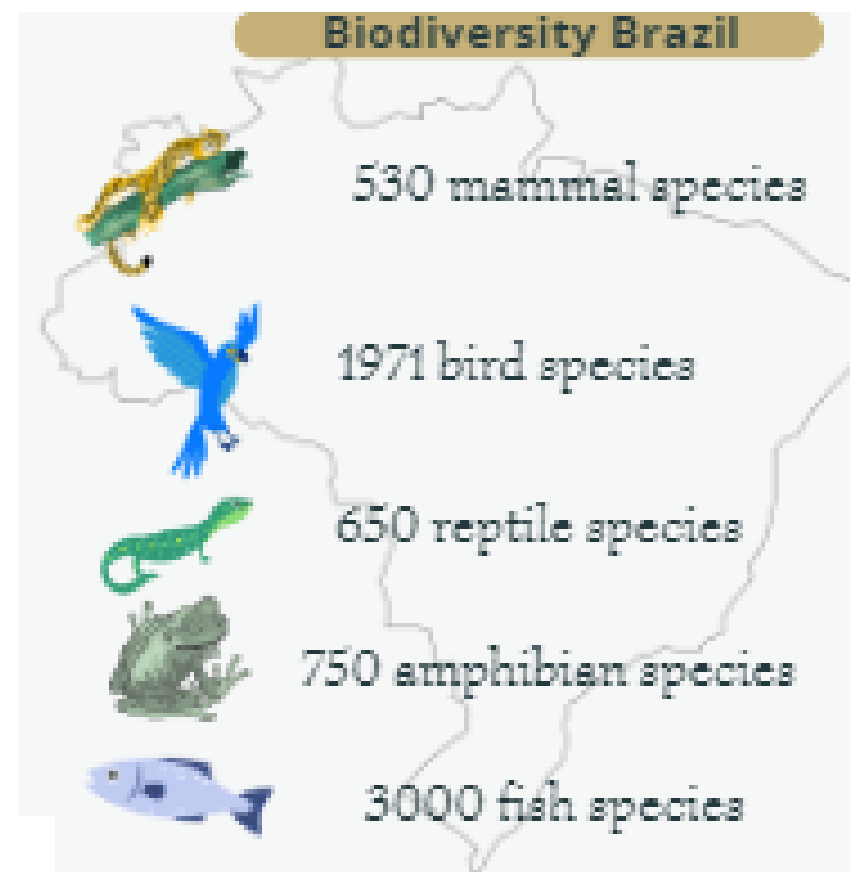 Biodiversity Brazil
530 mammal species
1971 bird species
650 reptile species
750 amphibian species
3000 fish species